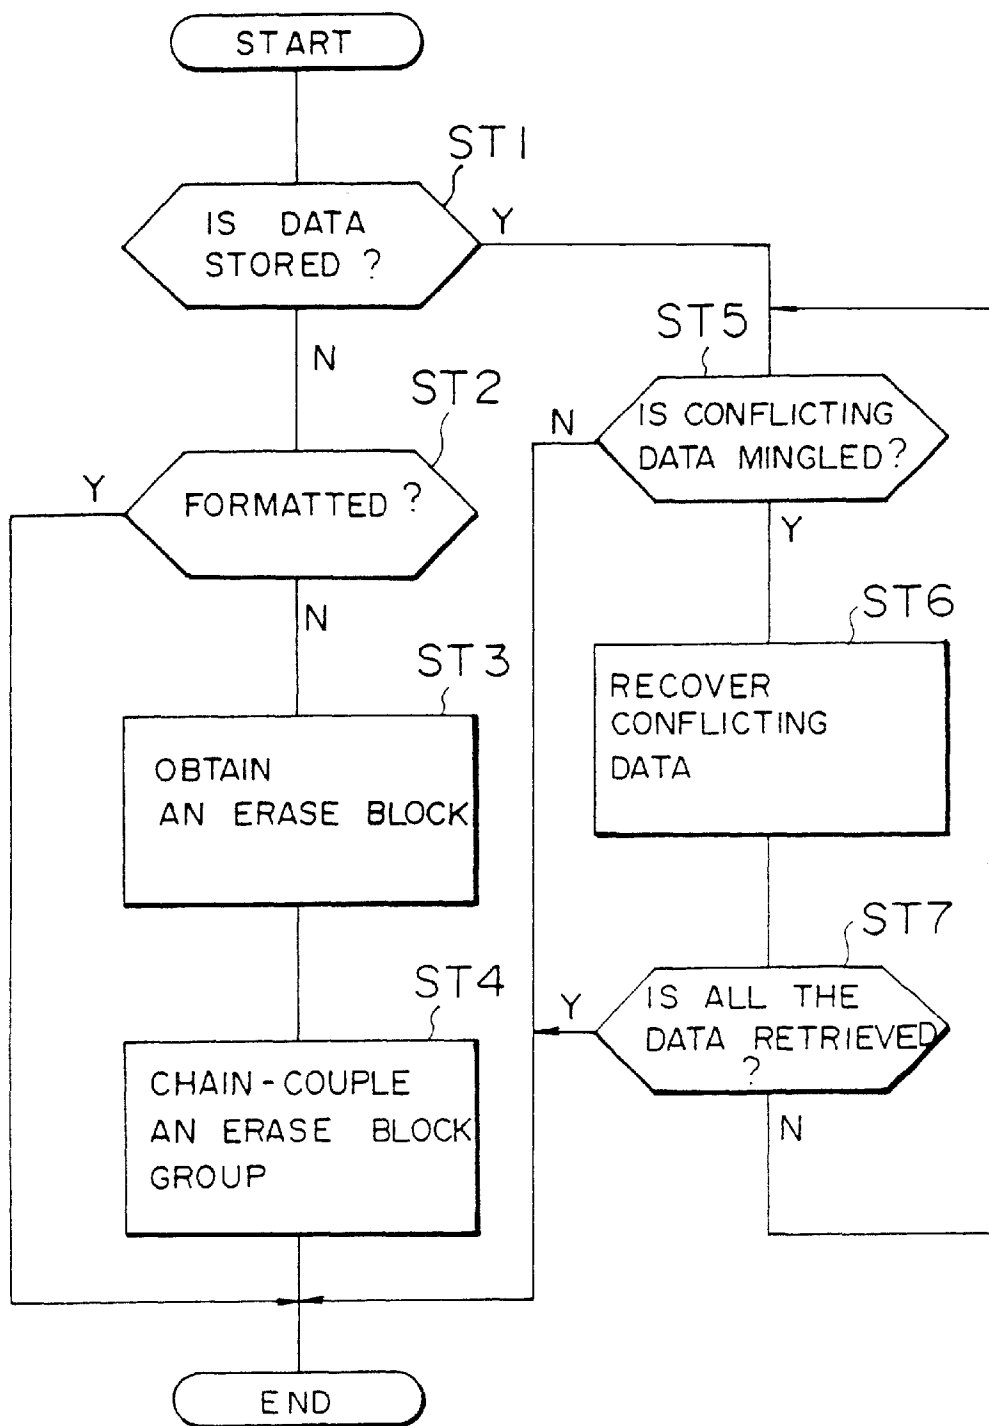 START
ST1
IS DATA
STORED ?
Y
N
ST2
FORMATTED ?
Y
N
ST3
OBTAIN
AN ERASE BLOCK
ST4
CHAIN-COUPLE
AN ERASE BLOCK
GROUP
ST5
IS CONFLICTING
DATA MINGLED ?
N
Y
ST6
RECOVER
CONFLICTING
DATA
ST7
IS ALL THE
DATA RETRIEVED
?
Y
N
END